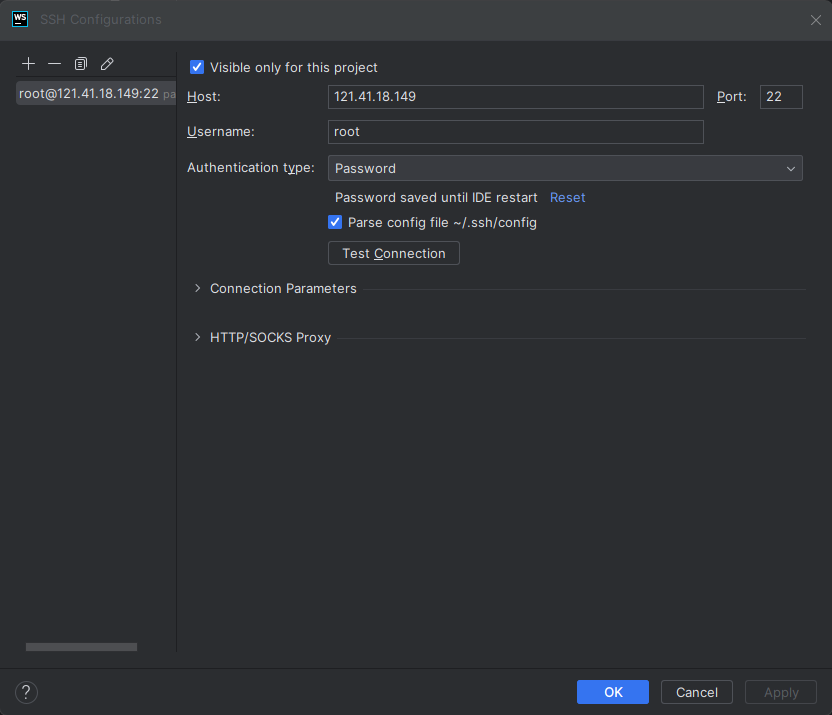 WS SSH Configurations
root@121.41.18.149:22 pa
Visible only for this project
Host: 121.41.18.149 Port: 22
Username: root
Authentication type: Password
Password saved until IDE restart Reset
Parse config file ~/.ssh/config
Test Connection
Connection Parameters
HTTP/SOCKS Proxy
? OK Cancel Apply